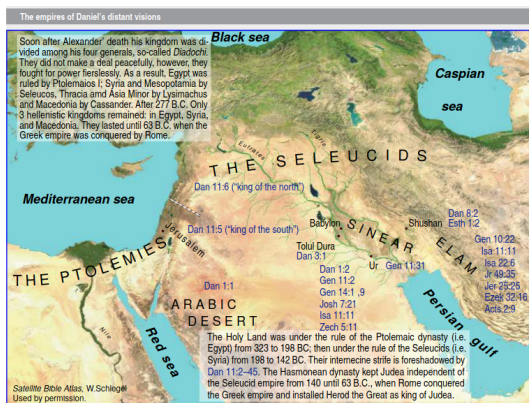 The empires of Daniel's distant visions
Soon after Alexander' death his kingdom was di-
vided among his four generals, so-called Diadochi.
They did not make a deal peacefully, however, they
fought for power fierslessly. As a result, Egypt was
ruled by Ptolemaios I; Syria and Mesopotamia by
Seleucos, Thracia amd Asia Minor by Lysimachus
and Macedonia by Cassander. After 277 B.C. Only
3 hellenistic kingdoms remained: in Egypt, Syria,
and Macedonia. They lasted until 63 B.C. when the
Greek empire was conquered by Rome.
Black sea
Caspian
sea
Eufrates
Tigris
THE SELEUCIDS
Dan 11:6 ("king of the north")
Mediterranean sea
Jerusalem
Dan 11:5 ("king of the south")
Babylon
SINEAR
Shushan
Dan 8:2
Esth 1:2
ELAM
Gen 10:22
Isa 11:11
Isa 22:6
Jr 49:35
Jer 25:25
Ezek 32:16
Acts 2:9
Tolul Dura
Dan 3:1
Ur
Gen 11:31
THE PTOLEMIES
Dan 1:1
Dan 1:2
Gen 11:2
Gen 14:1 ,9
Josh 7:21
Isa 11:11
Zech 5:11
ARABIC
DESERT
Nile
Red sea
Persian gulf
The Holy Land was under the rule of the Ptolemaic dynasty (i.e.
Egypt) from 323 to 198 BC; then under the rule of the Seleucids (i.e.
Syria) from 198 to 142 BC. Their internecine strife is foreshadowed by
Dan 11:2–45. The Hasmonean dynasty kept Judea independent of
the Seleucid empire from 140 until 63 B.C., when Rome conquered
the Greek empire and installed Herod the Great as king of Judea.
Satellite Bible Atlas, W.Schlegel
Used by permission.